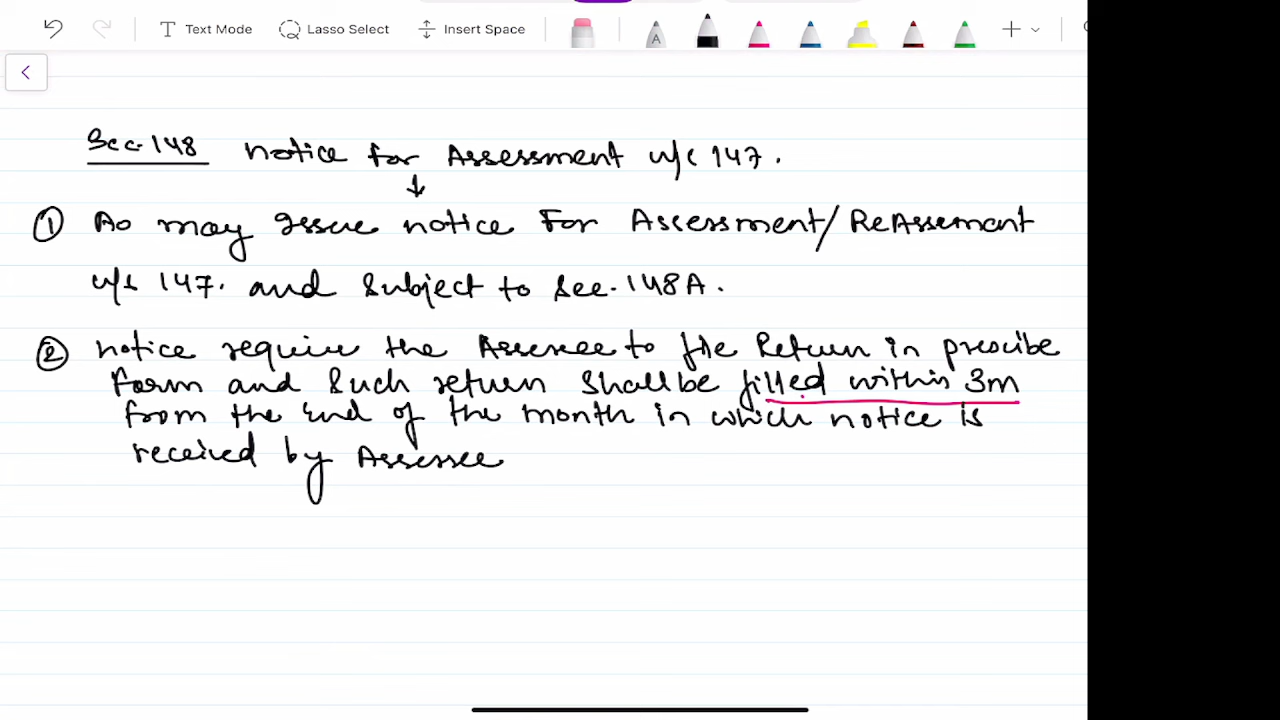 Text Mode Lasso Select Insert Space
Sec-148 notice for Assessment u/s 147.
① Ao may Issue notice For Assessment/ReAssement
u/s 147. and Subject to Sec-148A.
② notice require the Assessee to file Return in prescibe
form and Such return Shall be filled within 3m
from the End of the month in which notice is
received by Assessee